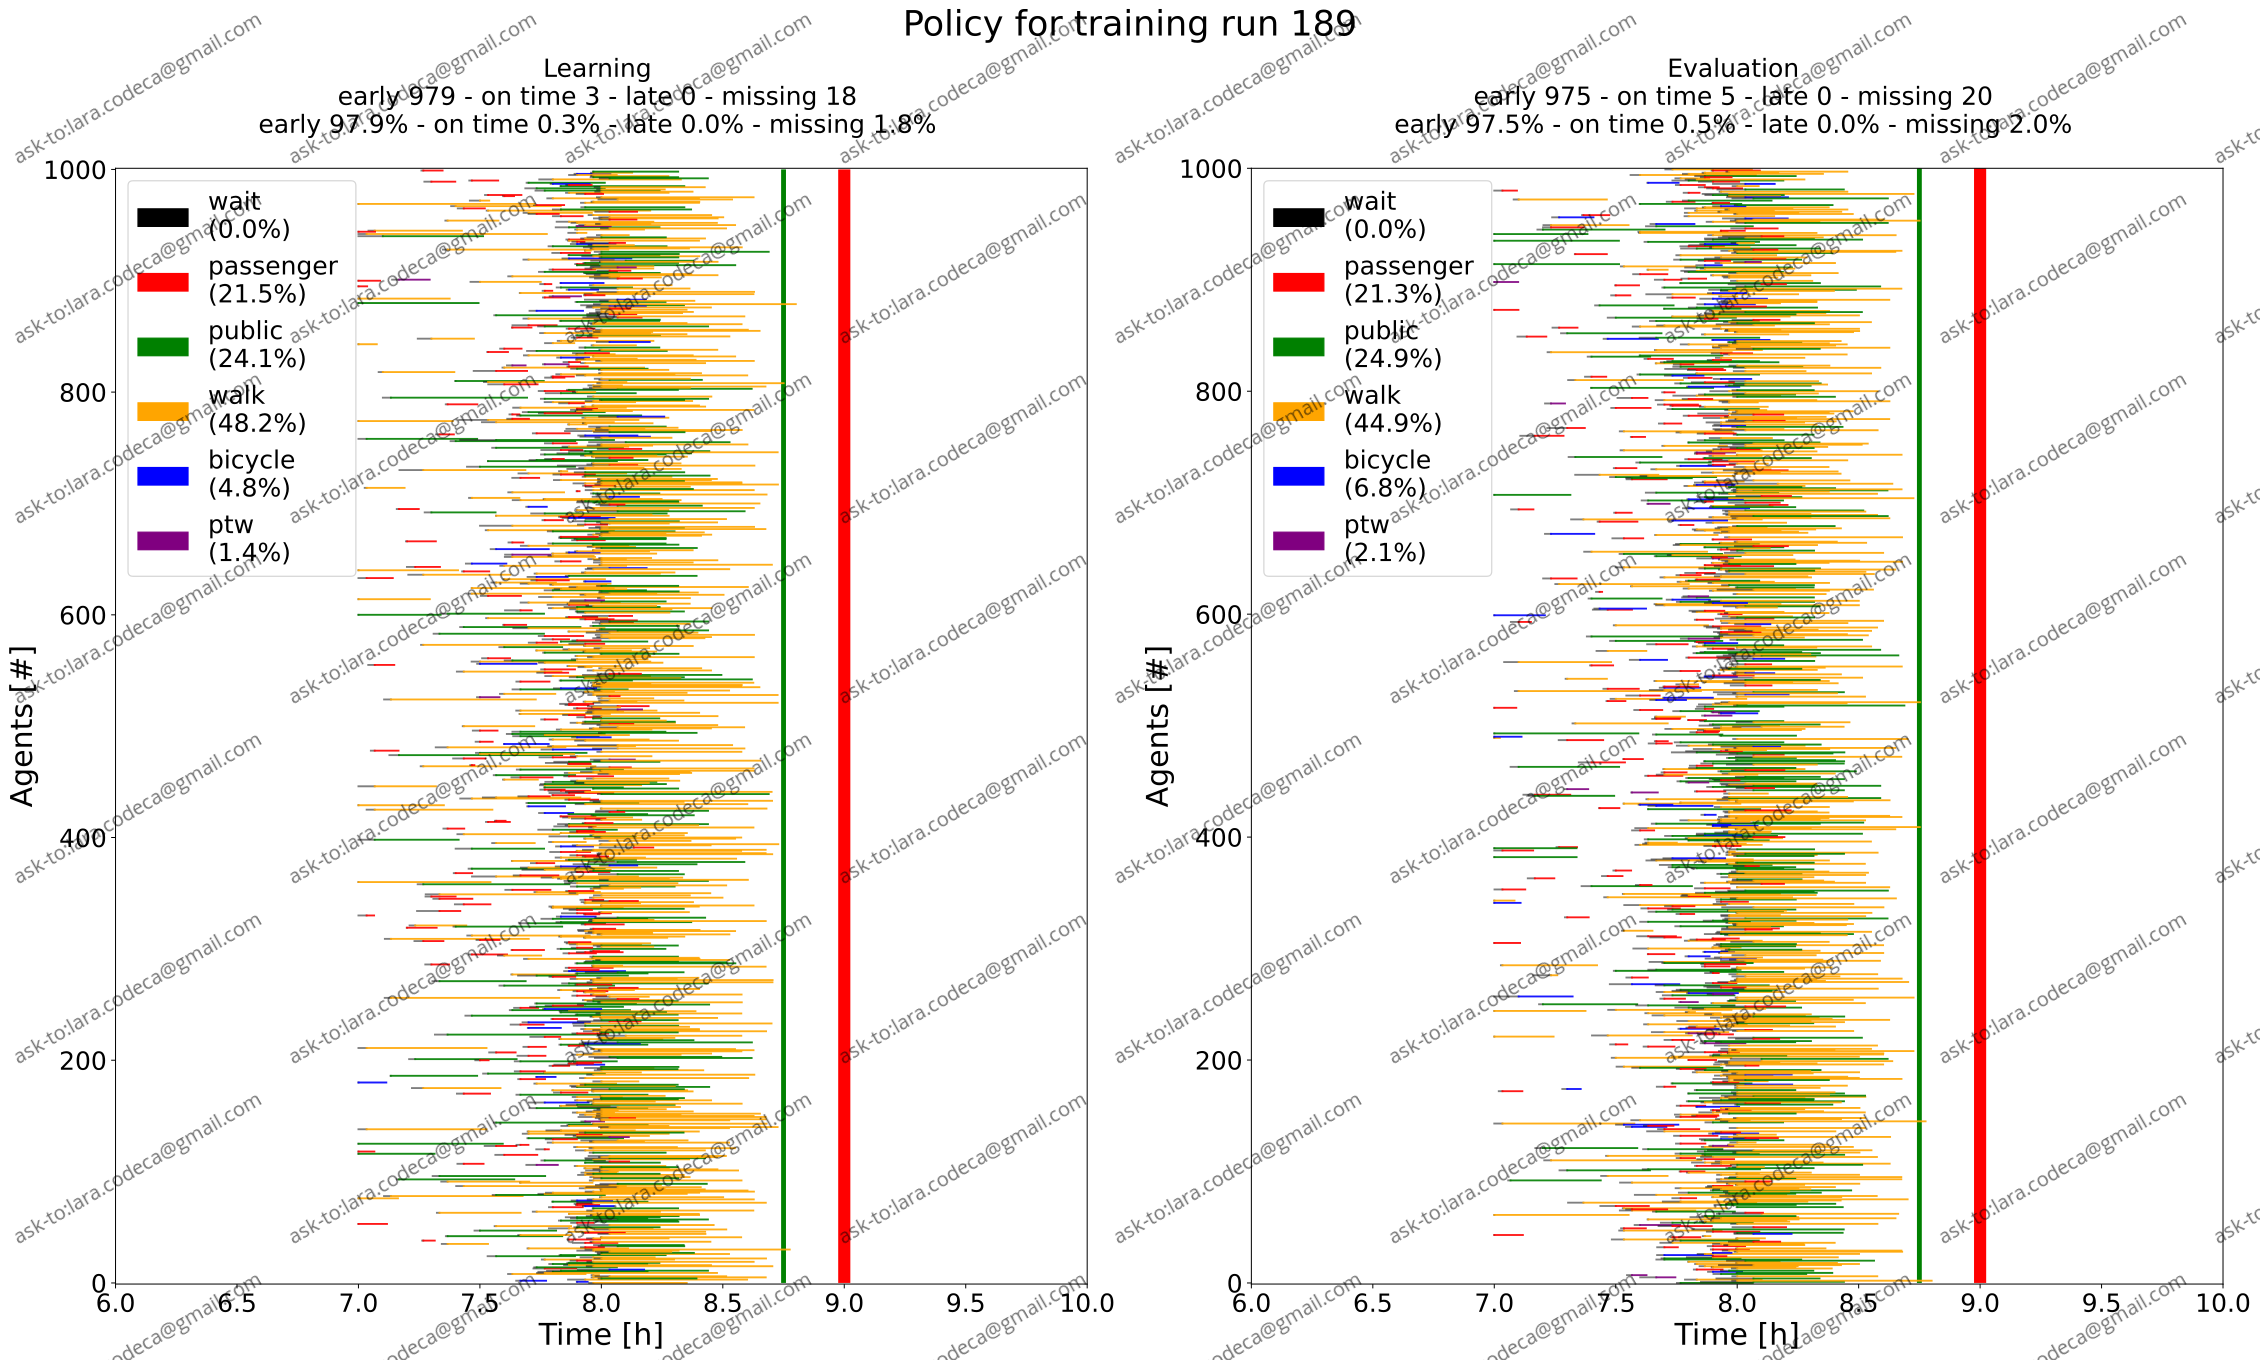 Policy for training run 189
Learning
early 979 - on time 3 - late 0 - missing 18
early 97.9% - on time 0.3% - late 0.0% - missing 1.8%
1000
800
600
400
200
0
Agents [#]
wait
(0.0%)
passenger
(21.5%)
public
(24.1%)
walk
(48.2%)
bicycle
(4.8%)
ptw
(1.4%)
6.0 6.5 7.0 7.5 8.0 8.5 9.0 9.5 10.0
Time [h]
Evaluation
early 975 - on time 5 - late 0 - missing 20
early 97.5% - on time 0.5% - late 0.0% - missing 2.0%
1000
800
600
400
200
0
Agents [#]
wait
(0.0%)
passenger
(21.3%)
public
(24.9%)
walk
(44.9%)
bicycle
(6.8%)
ptw
(2.1%)
6.0 6.5 7.0 7.5 8.0 8.5 9.0 9.5 10.0
Time [h]
ask-to:lara.codeca@gmail.com